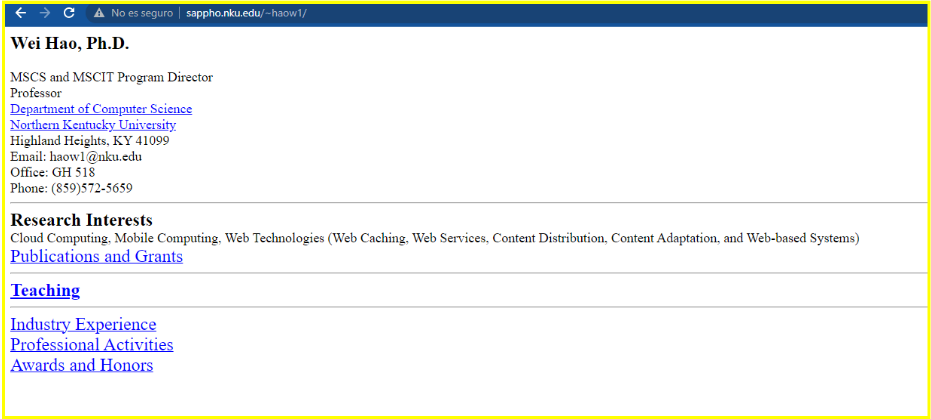 No es seguro | sappho.nku.edu/~haow1/
Wei Hao, Ph.D.
MSCS and MSCIT Program Director
Professor
Department of Computer Science
Northern Kentucky University
Highland Heights, KY 41099
Email: haow1@nku.edu
Office: GH 518
Phone: (859)572-5659
Research Interests
Cloud Computing, Mobile Computing, Web Technologies (Web Caching, Web Services, Content Distribution, Content Adaptation, and Web-based Systems)
Publications and Grants
Teaching
Industry Experience
Professional Activities
Awards and Honors